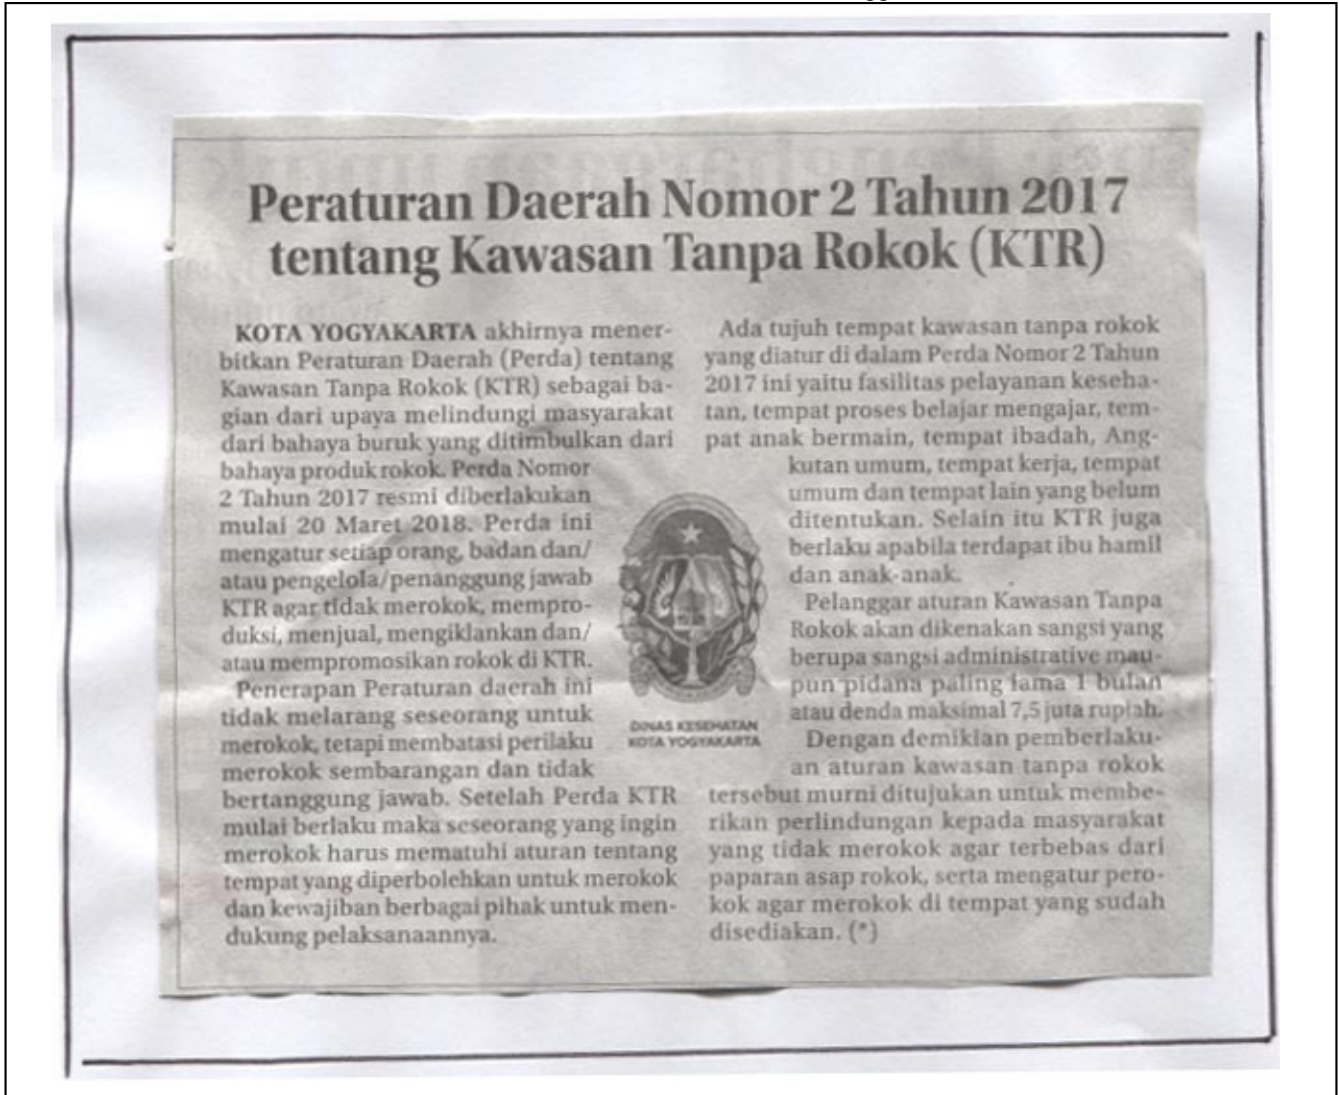 Peraturan Daerah Nomor 2 Tahun 2017
tentang Kawasan Tanpa Rokok (KTR)
KOTA YOGYAKARTA akhirnya mener-
bitkan Peraturan Daerah (Perda) tentang
Kawasan Tanpa Rokok (KTR) sebagai ba-
gian dari upaya melindungi masyarakat
dari bahaya buruk yang ditimbulkan dari
bahaya produk rokok. Perda Nomor
2 Tahun 2017 resmi diberlakukan
mulai 20 Maret 2018. Perda ini
mengatur setiap orang, badan dan/
atau pengelola/penanggung jawab
KTR agar tidak merokok, mempro-
duksi, menjual, mengiklankan dan/
atau mempromosikan rokok di KTR.
Penerapan Peraturan daerah ini
tidak melarang seseorang untuk
merokok, tetapi membatasi perilaku
merokok sembarangan dan tidak
bertanggung jawab. Setelah Perda KTR
mulai berlaku maka seseorang yang ingin
merokok harus mematuhi aturan tentang
tempat yang diperbolehkan untuk merokok
dan kewajiban berbagai pihak untuk men-
dukung pelaksanaannya.
DINAS KESEHATAN
KOTA YOGYAKARTA
Ada tujuh tempat kawasan tanpa rokok
yang diatur di dalam Perda Nomor 2 Tahun
2017 ini yaitu fasilitas pelayanan keseha-
tan, tempat proses belajar mengajar, tem-
pat anak bermain, tempat ibadah, Ang-
kutan umum, tempat kerja, tempat
umum dan tempat lain yang belum
ditentukan. Selain itu KTR juga
berlaku apabila terdapat ibu hamil
dan anak-anak.
Pelanggar aturan Kawasan Tanpa
Rokok akan dikenakan sangsi yang
berupa sangsi administrative mau-
pun pidana paling lama 1 bulan
atau denda maksimal 7,5 juta rupiah.
Dengan demikian pemberlaku-
an aturan kawasan tanpa rokok
tersebut murni ditujukan untuk membe-
rikan perlindungan kepada masyarakat
yang tidak merokok agar terbebas dari
paparan asap rokok, serta mengatur pero-
kok agar merokok di tempat yang sudah
disediakan. (*)